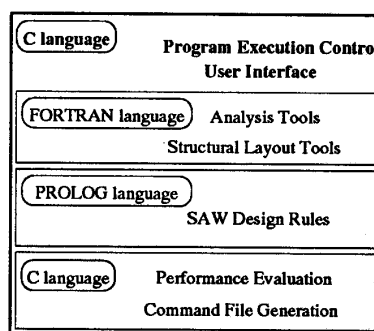 C language
Program Execution Contro
User Interface
FORTRAN language Analysis Tools
Structural Layout Tools
PROLOG language
SAW Design Rules
C language Performance Evaluation
Command File Generation